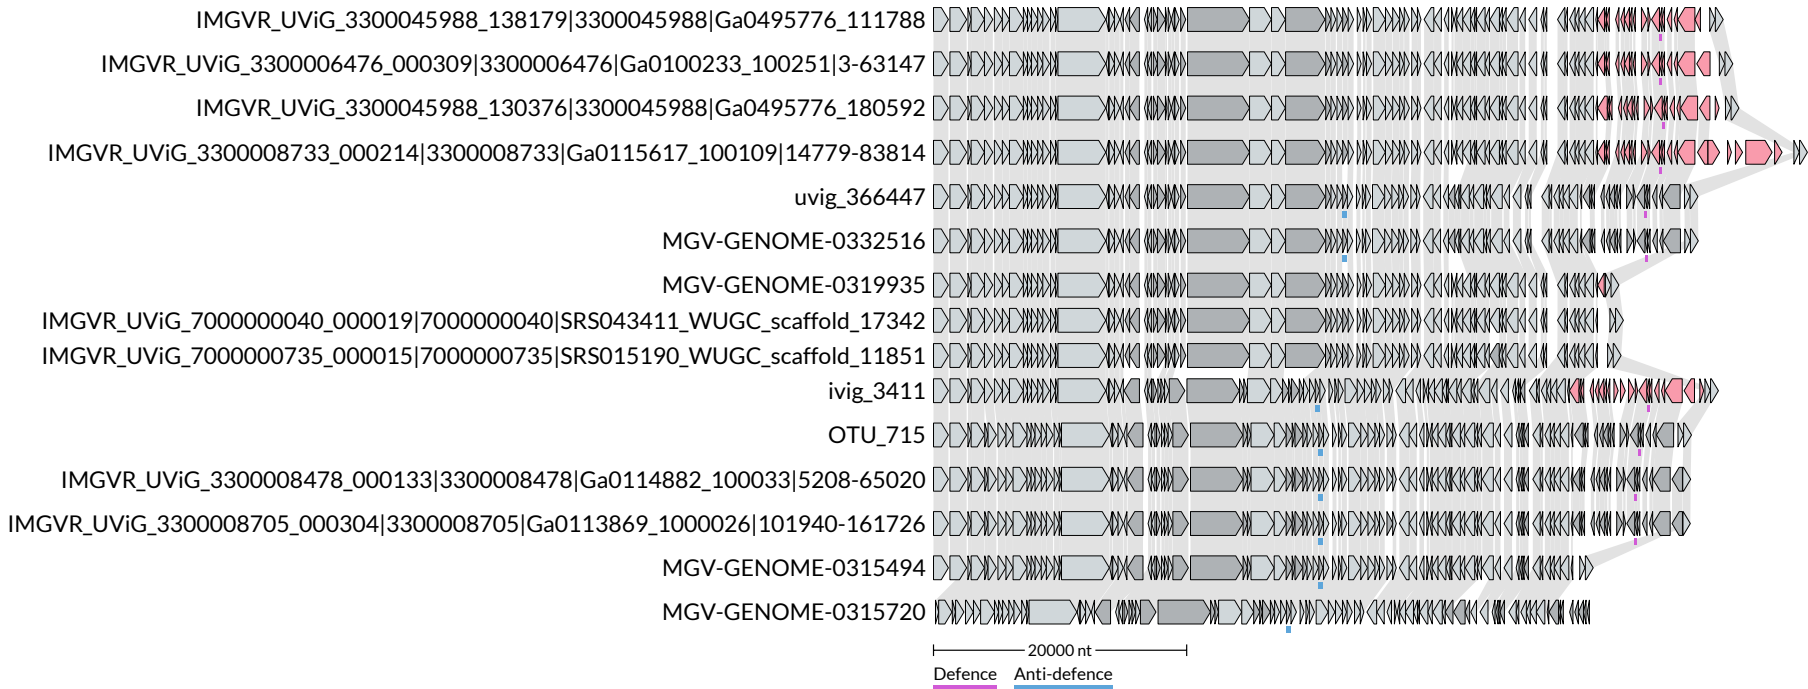 IMGVR_UViG_3300045988_138179|3300045988|Ga0495776_111788
IMGVR_UViG_3300006476_000309|3300006476|Ga0100233_100251|3-63147
IMGVR_UViG_3300045988_130376|3300045988|Ga0495776_180592
IMGVR_UViG_3300008733_000214|3300008733|Ga0115617_100109|14779-83814
uvig_366447
MGV-GENOME-0332516
MGV-GENOME-0319935
IMGVR_UViG_7000000040_000019|7000000040|SRS043411_WUGC_scaffold_17342
IMGVR_UViG_7000000735_000015|7000000735|SRS015190_WUGC_scaffold_11851
ivig_3411
OTU_715
IMGVR_UViG_3300008478_000133|3300008478|Ga0114882_100033|5208-65020
IMGVR_UViG_3300008705_000304|3300008705|Ga0113869_1000026|101940-161726
MGV-GENOME-0315494
MGV-GENOME-0315720
20000 nt
Defence Anti-defence